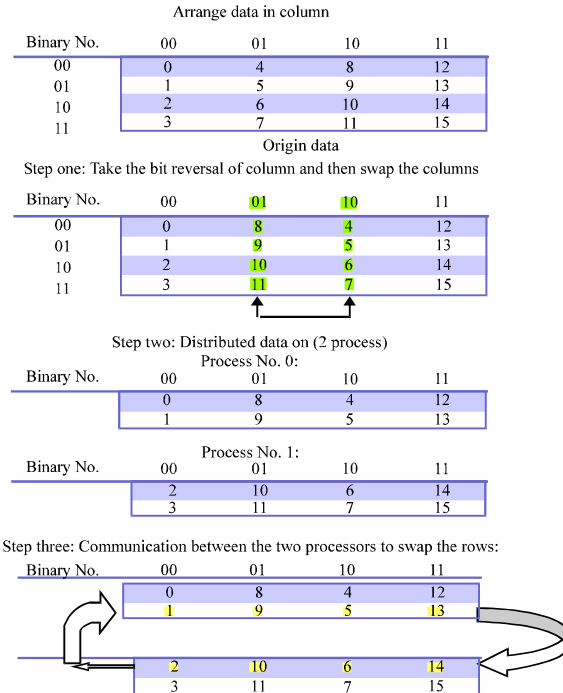 Arrange data in column
Binary No. 00 01 10 11
00 0 4 8 12
01 1 5 9 13
10 2 6 10 14
11 3 7 11 15
Origin data
Step one: Take the bit reversal of column and then swap the columns
Binary No. 00 01 10 11
00 0 8 4 12
01 1 9 5 13
10 2 10 6 14
11 3 11 7 15
Step two: Distributed data on (2 process)
Process No. 0:
Binary No. 00 01 10 11
0 8 4 12
1 9 5 13
Process No. 1:
Binary No. 00 01 10 11
2 10 6 14
3 11 7 15
Step three: Communication between the two processors to swap the rows:
Binary No. 00 01 10 11
0 8 4 12
1 9 5 13
2 10 6 14
3 11 7 15